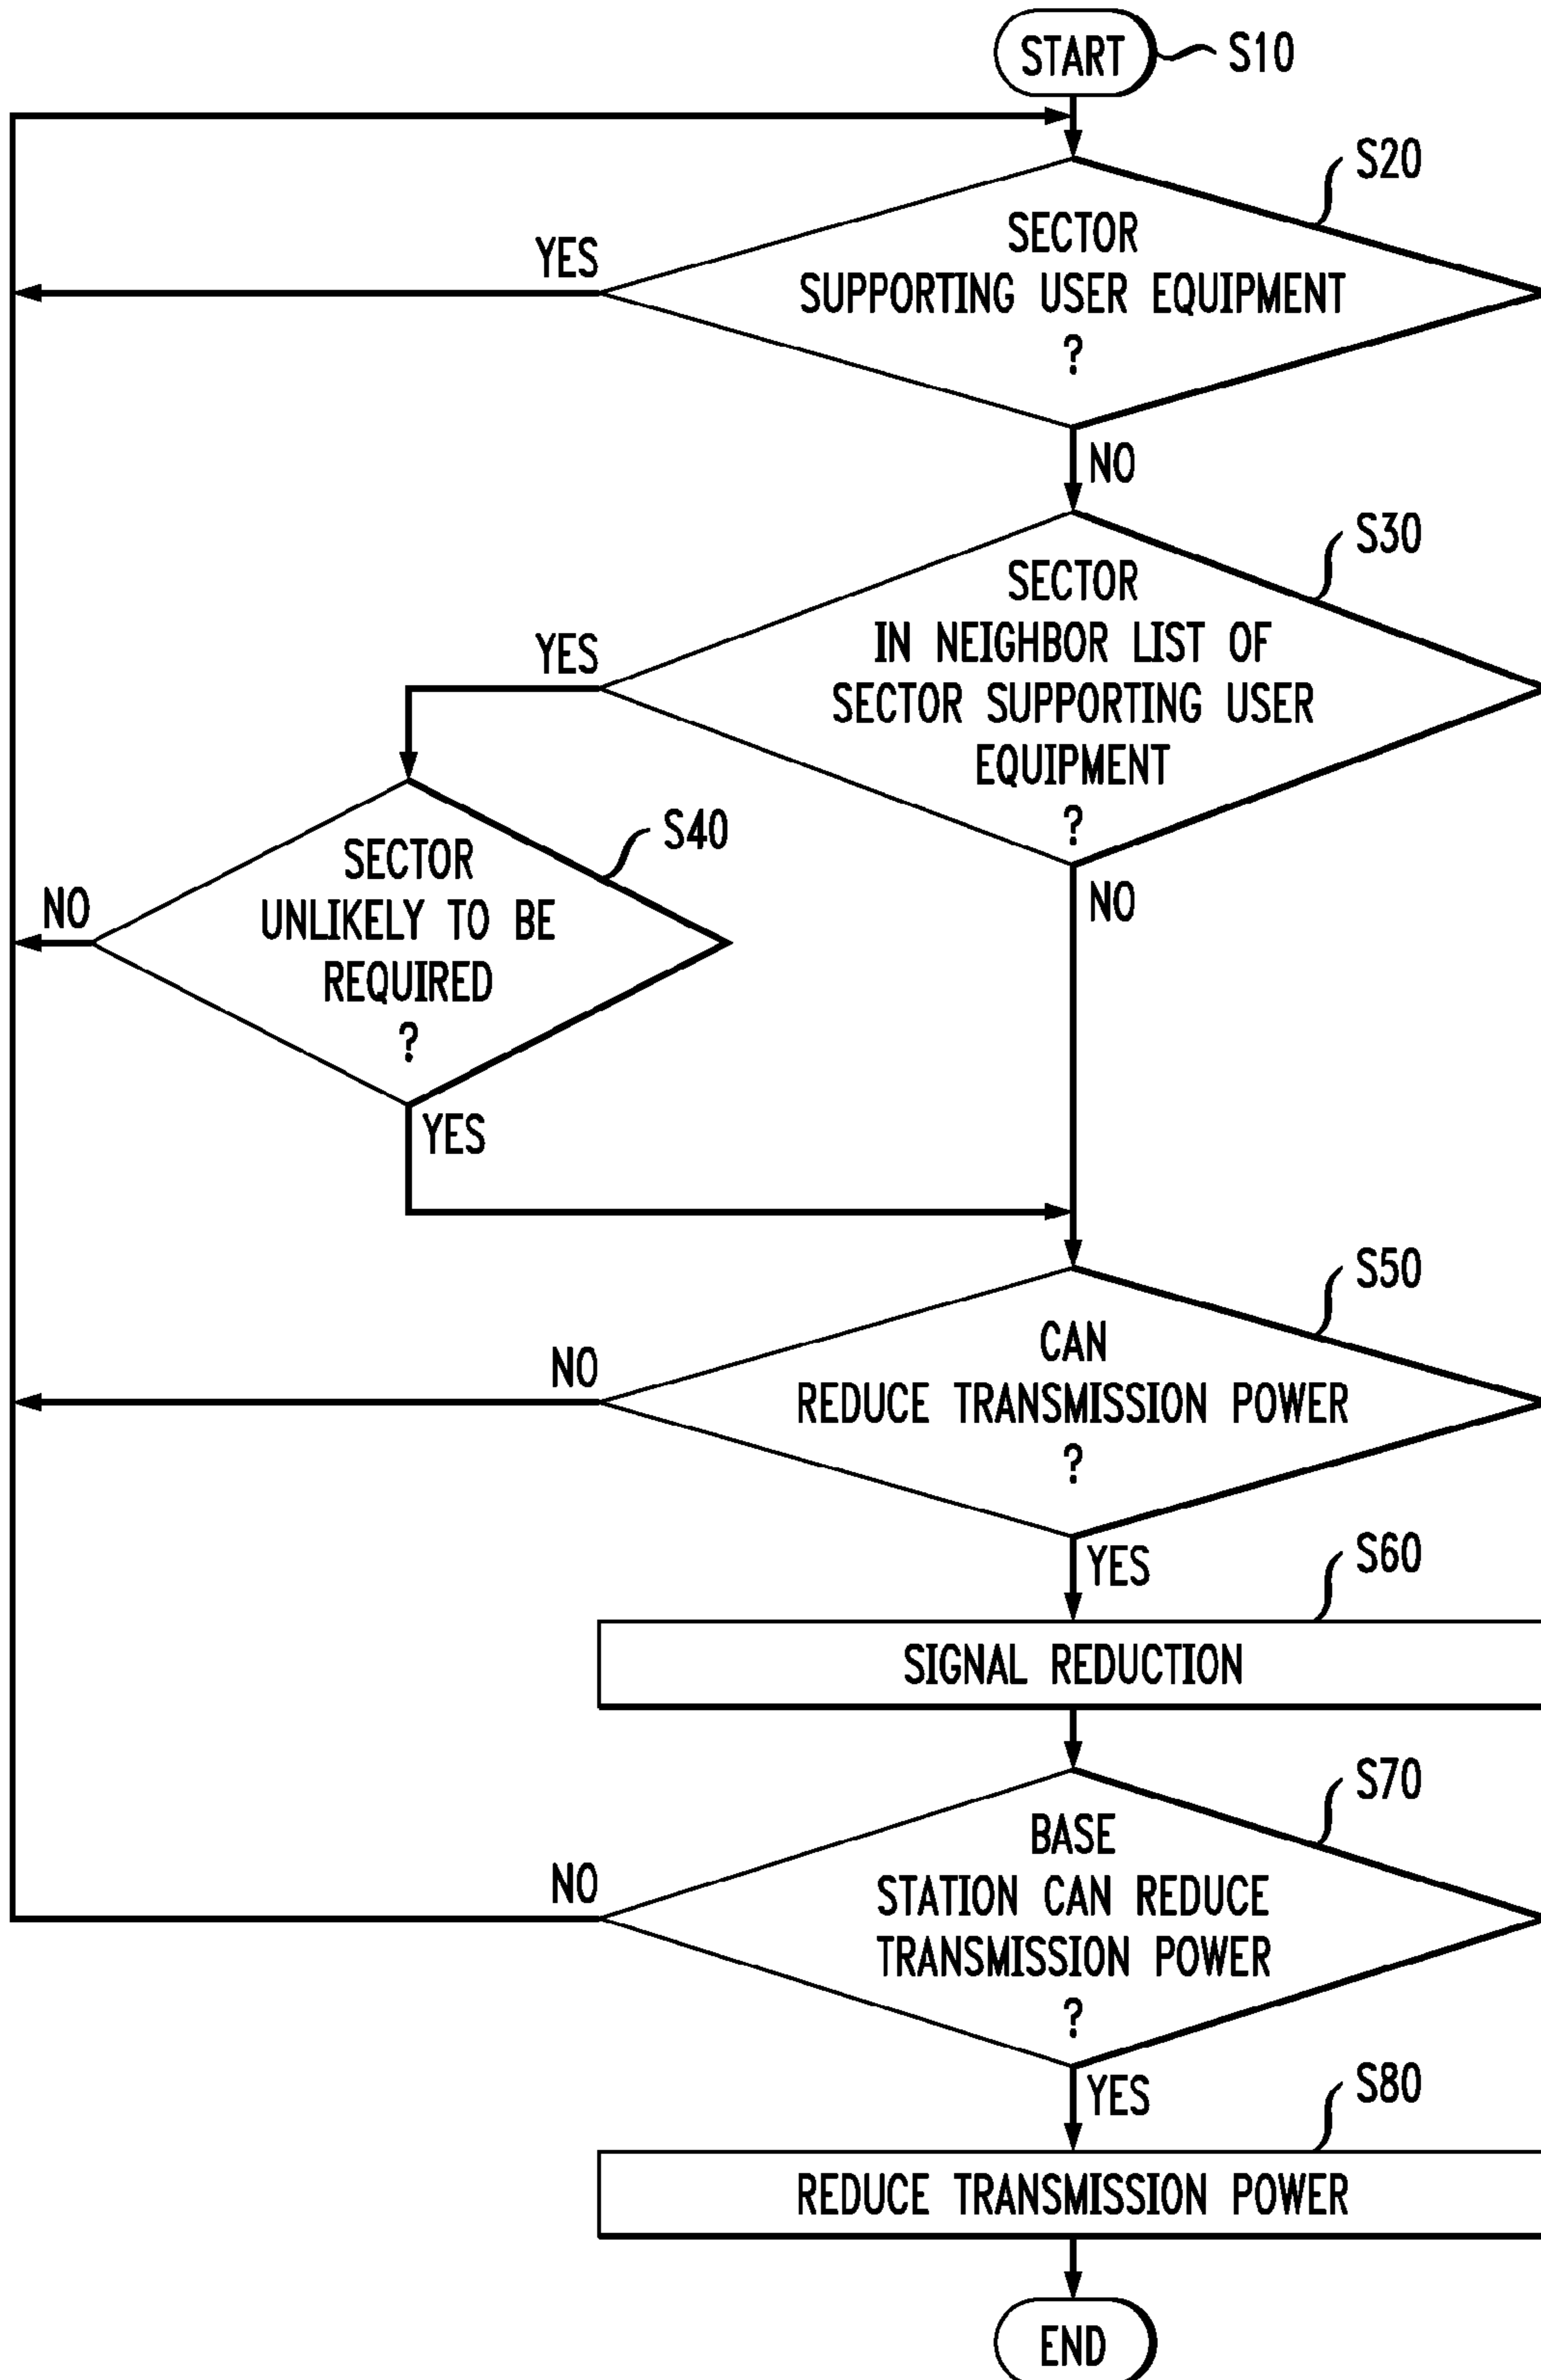 START
S10
S20
SECTOR
SUPPORTING USER EQUIPMENT
?
YES
NO
S30
SECTOR
IN NEIGHBOR LIST OF
SECTOR SUPPORTING USER
EQUIPMENT
?
YES
NO
S40
SECTOR
UNLIKELY TO BE
REQUIRED
?
NO
YES
S50
CAN
REDUCE TRANSMISSION POWER
?
NO
YES
S60
SIGNAL REDUCTION
S70
BASE
STATION CAN REDUCE
TRANSMISSION POWER
?
NO
YES
S80
REDUCE TRANSMISSION POWER
END